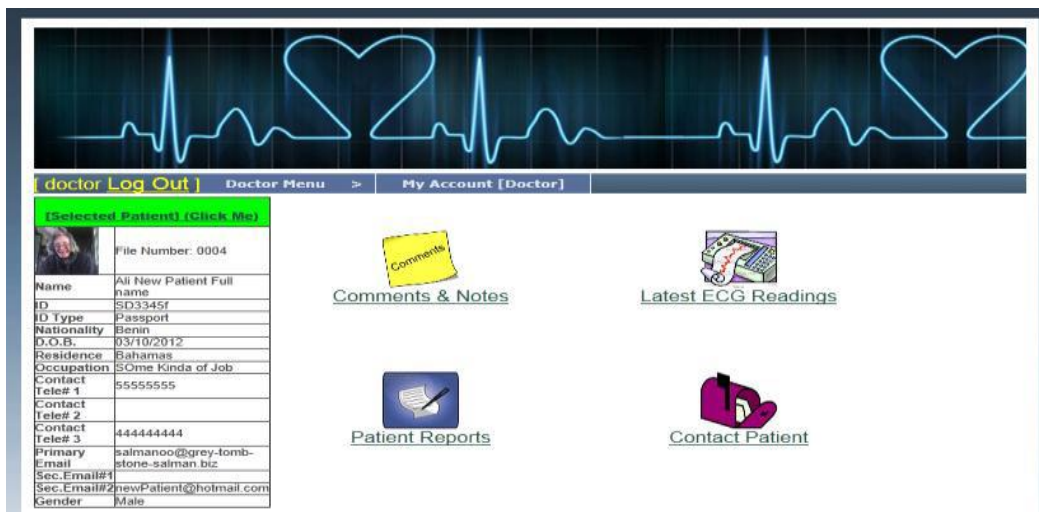 [ doctor Log Out ] Doctor Menu > My Account [Doctor]
[Selected Patient] (Click Me)
File Number: 0004
Name Ali New Patient Full
name
ID SD3345f
ID Type Passport
Nationality Benin
D.O.B. 03/10/2012
Residence Bahamas
Occupation SOme Kinda of Job
Contact
Tele# 1 55555555
Contact
Tele# 2
Contact
Tele# 3 444444444
Primary salmanoo@grey-tomb-
Email stone-salman.biz
Sec.Email#1
Sec.Email#2 newPatient@hotmail.com
Gender Male
Comments
Comments & Notes
Latest ECG Readings
Patient Reports
Contact Patient